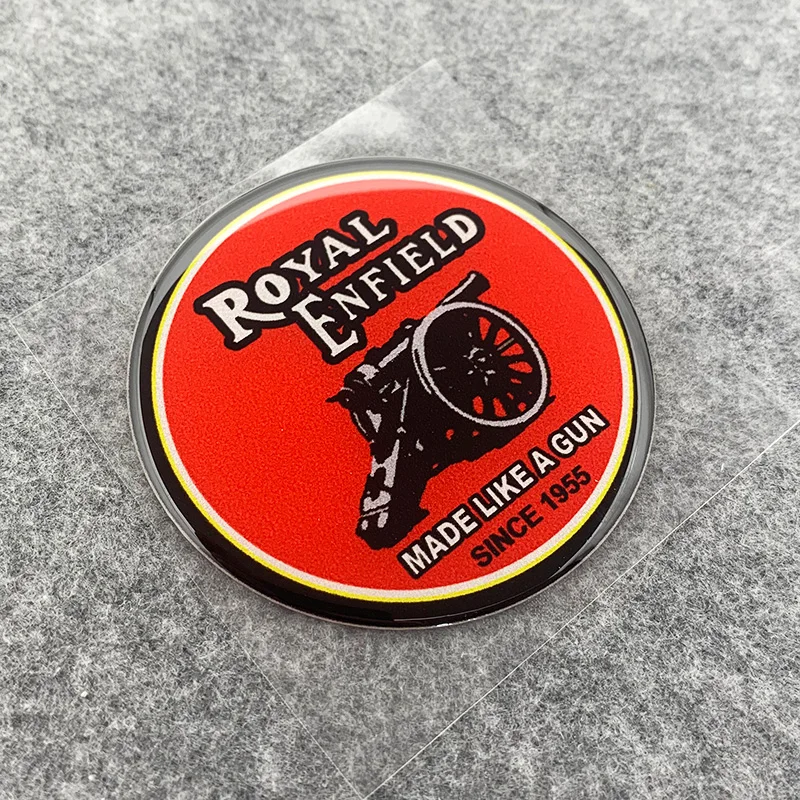 ROYAL
ENFIELD
MADE LIKE A GUN
SINCE 1955